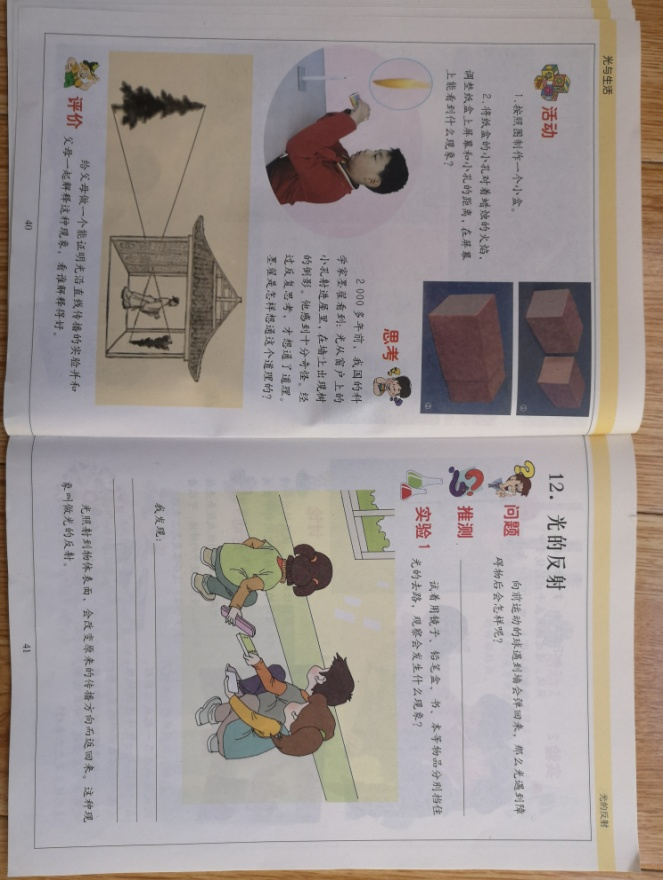 光与生活
活动
1.按照图制作一个小盒。
2.将纸盒的小孔对着蜡烛的火焰，
调整纸盒上屏幕和小孔的距离，在屏幕
上能看到什么现象？
①
②
思考
2 000多年前，我国的科
学家墨翟看到：光从窗户上的
小孔射进屋里，在墙上出现树
的倒影。他感到十分奇怪。经
过反复思考，才想通了道理。
墨翟是怎样想通这个道理的？
评价
给父母做一个能证明光沿直线传播的实验并和
父母一起解释这种现象，看谁解释得好。
40
光的反射
12. 光的反射
问题
向前运动的球遇到墙会弹回来，那么光遇到障
碍物后会怎样呢？
推测
实验1
试着用镜子、铅笔盒、书、本等物品分别挡住
光的去路，观察会发生什么现象？
我发现：
光照射到物体表面，会改变原来的传播方向而返回来。这种现
象叫做光的反射。
41